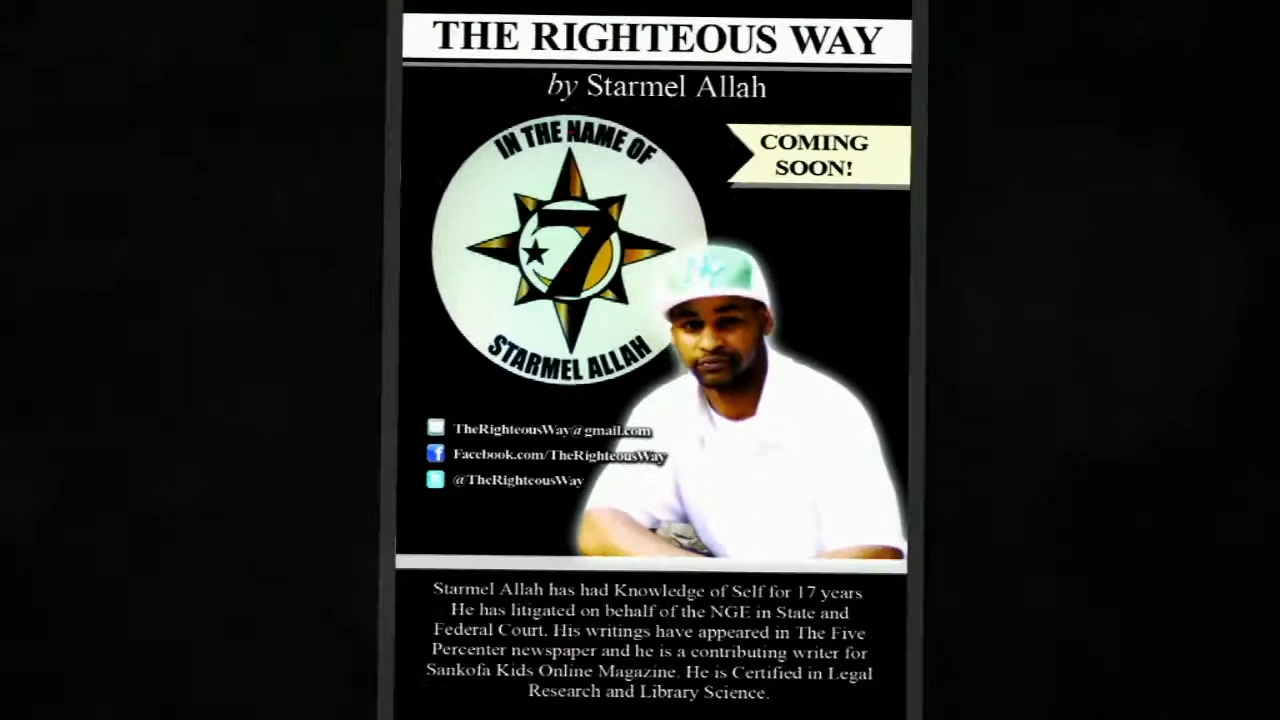 THE RIGHTEOUS WAY
by Starmel Allah
COMING
SOON!
IN THE NAME OF
7
STARMEL ALLAH
TheRighteousWay@gmail.com
Facebook.com/TheRighteousWay
@TheRighteousWay
Starmel Allah has had Knowledge of Self for 17 years
He has litigated on behalf of the NGE in State and
Federal Court. His writings have appeared in The Five
Percenter newspaper and he is a contributing writer for
Sankofa Kids Online Magazine. He is Certified in Legal
Research and Library Science.